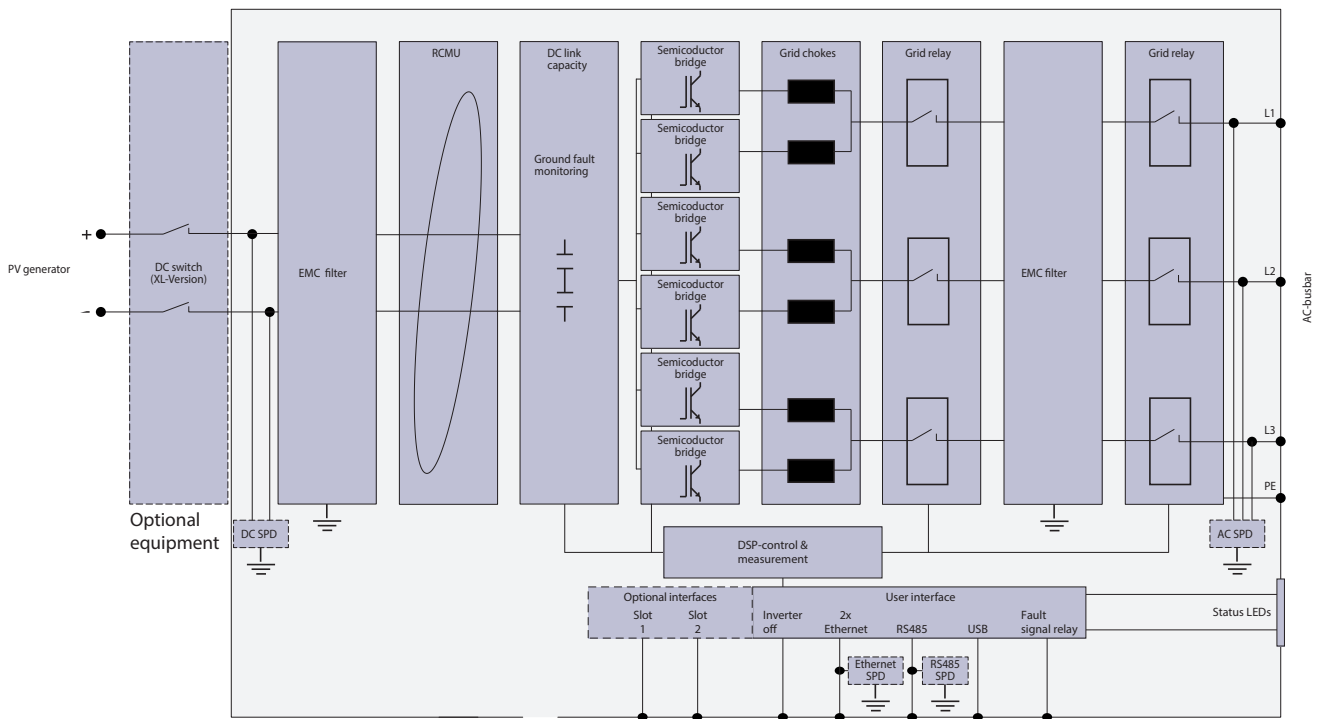 Semicoductor
bridge
RCMU
DC link
capacity
Grid chokes
Grid relay
Grid relay
Semicoductor
bridge
L1
Ground fault
monitoring
Semicoductor
bridge
+
PV generator
DC switch
(XL-Version)
EMC filter
EMC filter
L2
AC-busbar
Semicoductor
bridge
–
Semicoductor
bridge
L3
Semicoductor
bridge
PE
Optional
equipment
DC SPD
AC SPD
DSP-control &
measurement
Optional interfaces
User interface
Slot
1
Slot
2
Inverter
off
2x
Ethernet
RS485
USB
Fault
signal relay
Status LEDs
Ethernet
SPD
RS485
SPD